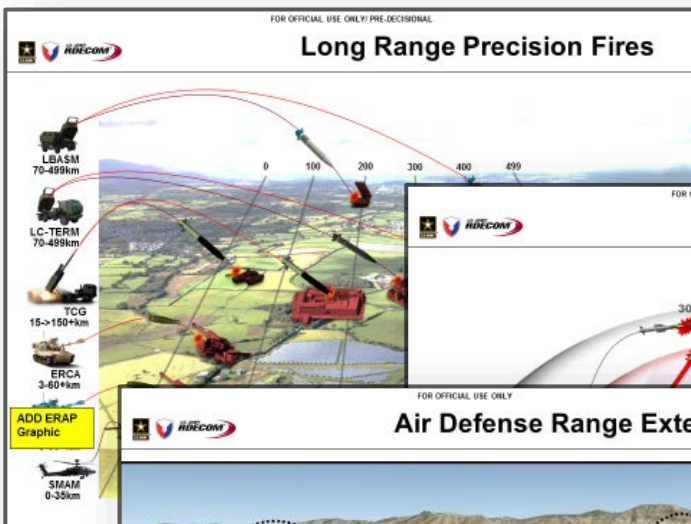 FOR OFFICIAL USE ONLY/ PRE-DECISIONAL
RDECOM
Long Range Precision Fires
LBASM
70-499km
0 100 200 300 400 499
LC-TERM
70-499km
FOR
RDECOM
TCG
15->150+km
30
ERCA
3-60+km
FOR OFFICIAL USE ONLY
ADD ERAP
Graphic
RDECOM
Air Defense Range Exte
SMAM
0-35km